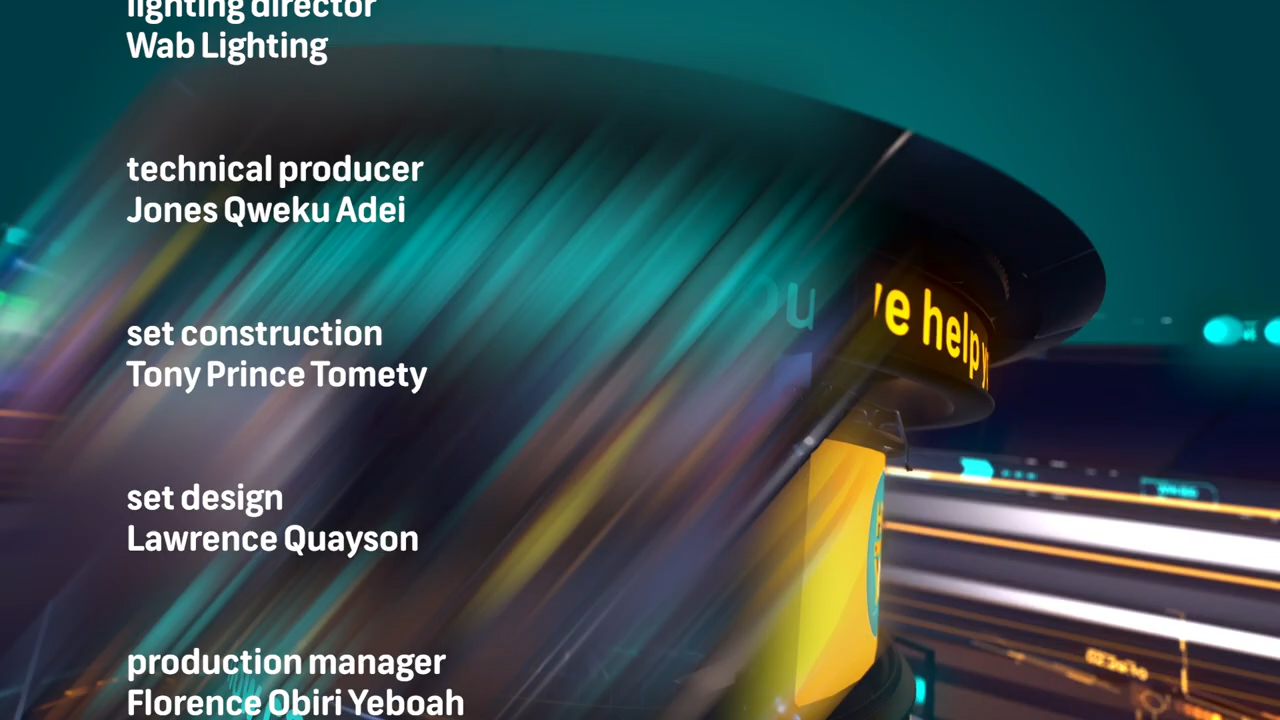 lighting director
Wab Lighting
technical producer
Jones Qweku Adei
set construction
Tony Prince Tomety
set design
Lawrence Quayson
production manager
Florence Obiri Yeboah
ve help